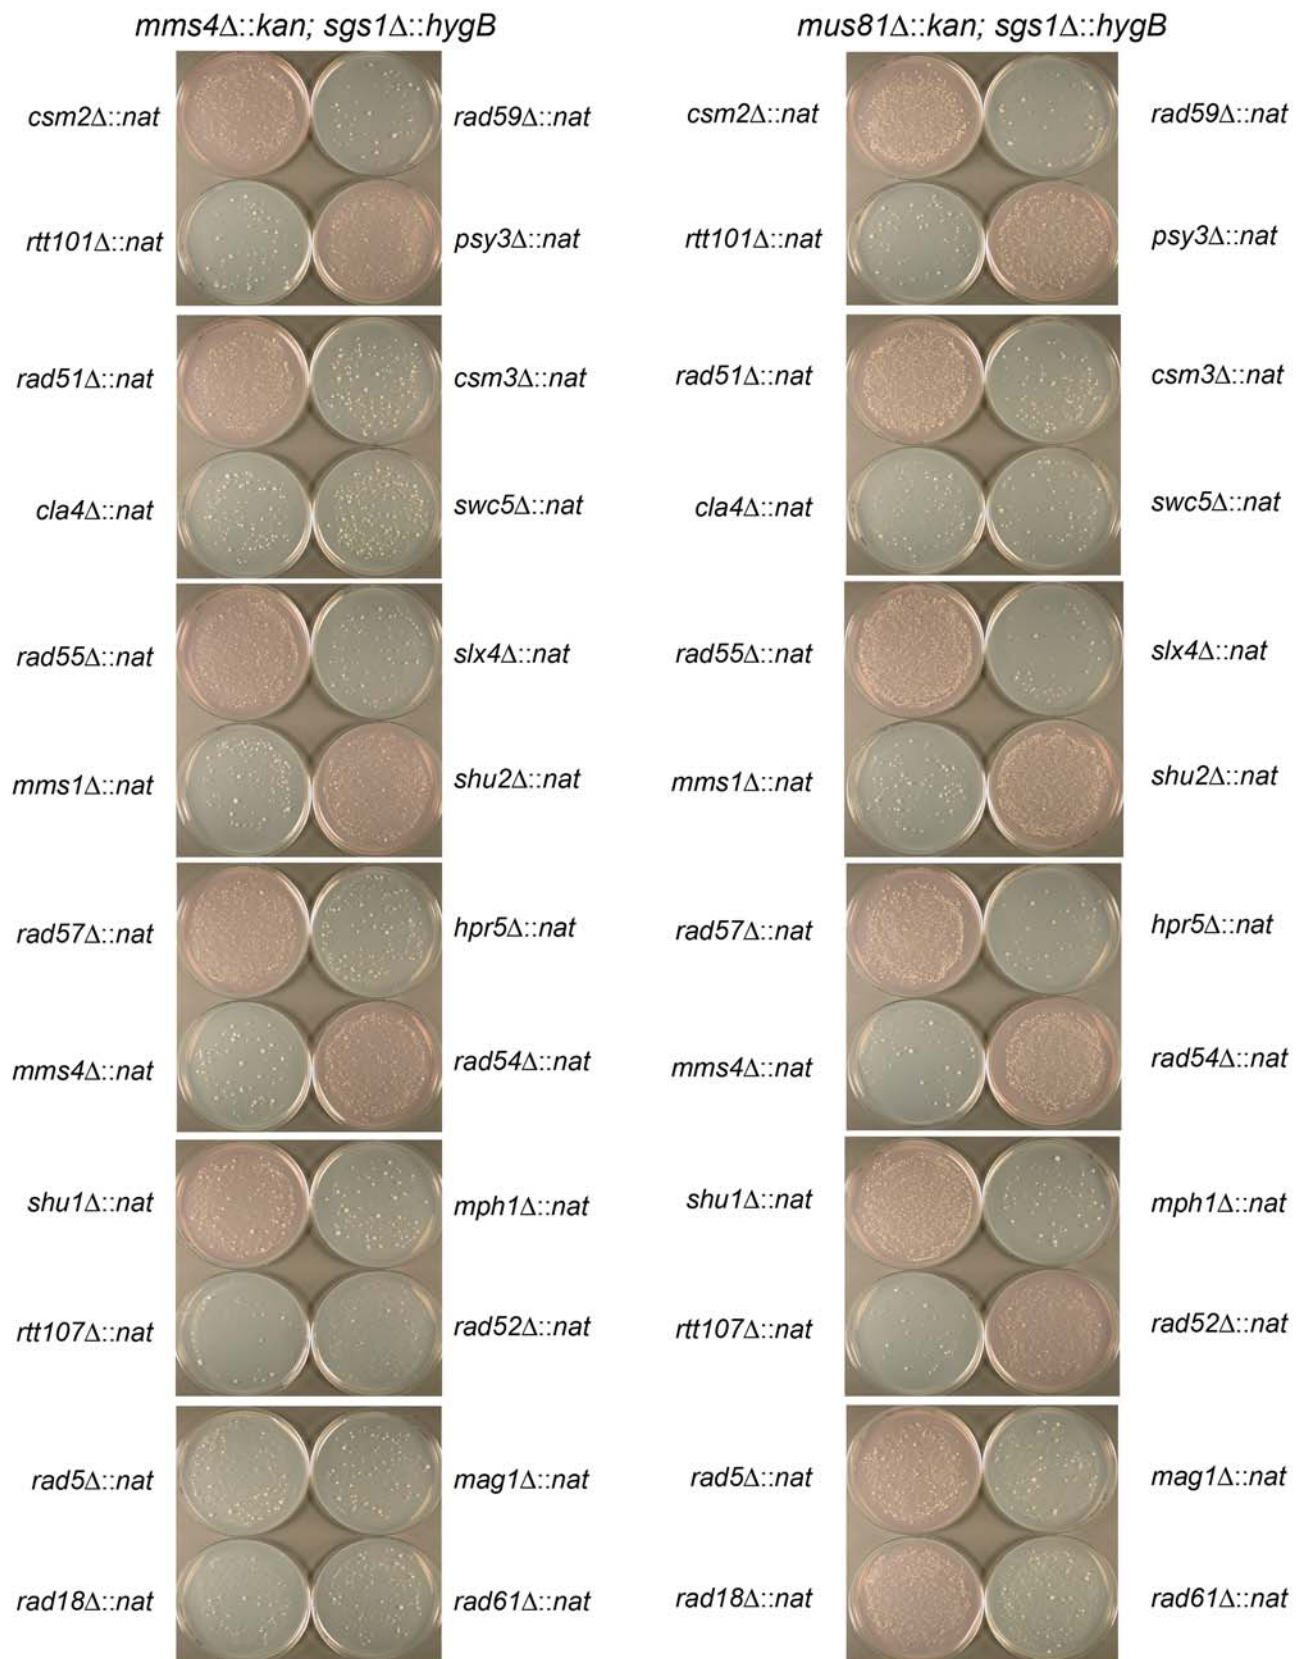 mms4Δ::kan; sgs1Δ::hygB
mus81Δ::kan; sgs1Δ::hygB
csm2Δ::nat
rad59Δ::nat
csm2Δ::nat
rad59Δ::nat
rtt101Δ::nat
psy3Δ::nat
rtt101Δ::nat
psy3Δ::nat
rad51Δ::nat
csm3Δ::nat
rad51Δ::nat
csm3Δ::nat
cla4Δ::nat
swc5Δ::nat
cla4Δ::nat
swc5Δ::nat
rad55Δ::nat
slx4Δ::nat
rad55Δ::nat
slx4Δ::nat
mms1Δ::nat
shu2Δ::nat
mms1Δ::nat
shu2Δ::nat
rad57Δ::nat
hpr5Δ::nat
rad57Δ::nat
hpr5Δ::nat
mms4Δ::nat
rad54Δ::nat
mms4Δ::nat
rad54Δ::nat
shu1Δ::nat
mph1Δ::nat
shu1Δ::nat
mph1Δ::nat
rtt107Δ::nat
rad52Δ::nat
rtt107Δ::nat
rad52Δ::nat
rad5Δ::nat
mag1Δ::nat
rad5Δ::nat
mag1Δ::nat
rad18Δ::nat
rad61Δ::nat
rad18Δ::nat
rad61Δ::nat